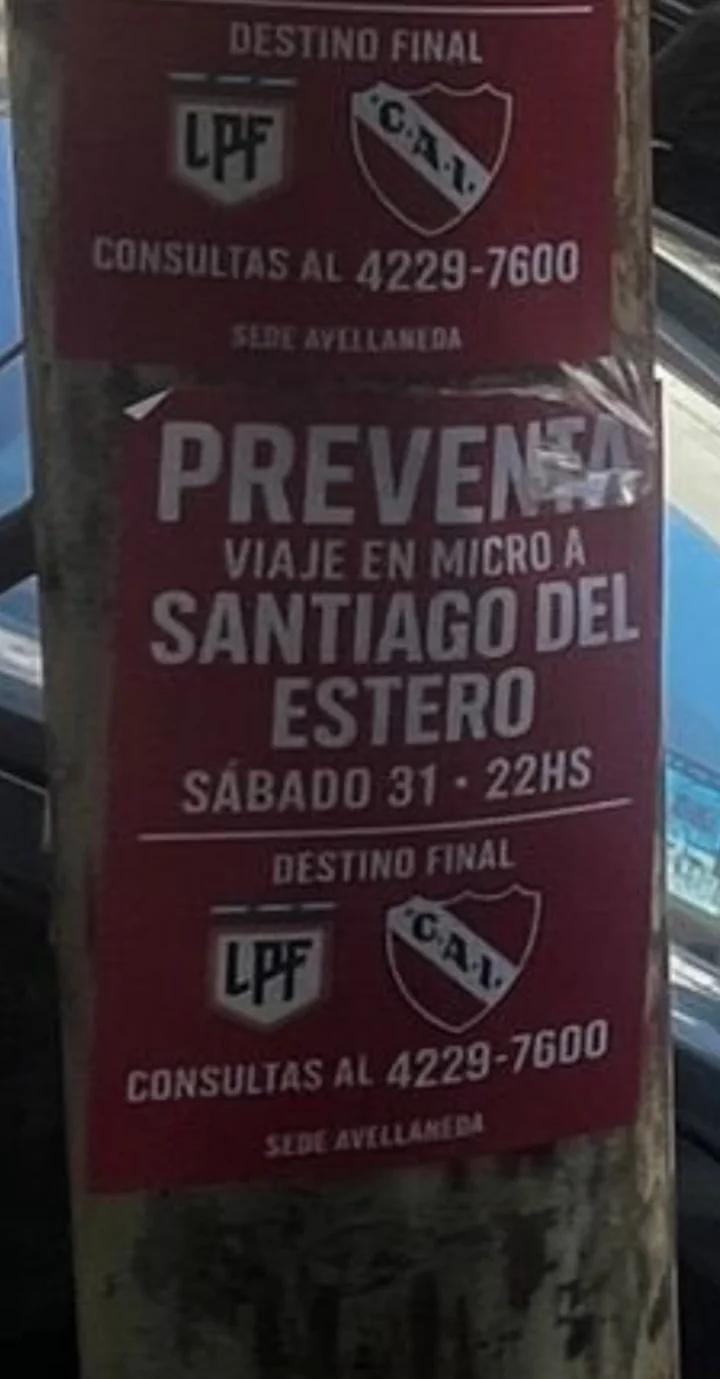 DESTINO FINAL
LPF
C.A.I.
CONSULTAS AL 4229-7600
SEDE AVELLANEDA
PREVENTA
VIAJE EN MICRO A
SANTIAGO DEL
ESTERO
SÁBADO 31 • 22HS
DESTINO FINAL
LPF
C.A.I.
CONSULTAS AL 4229-7600
SEDE AVELLANEDA